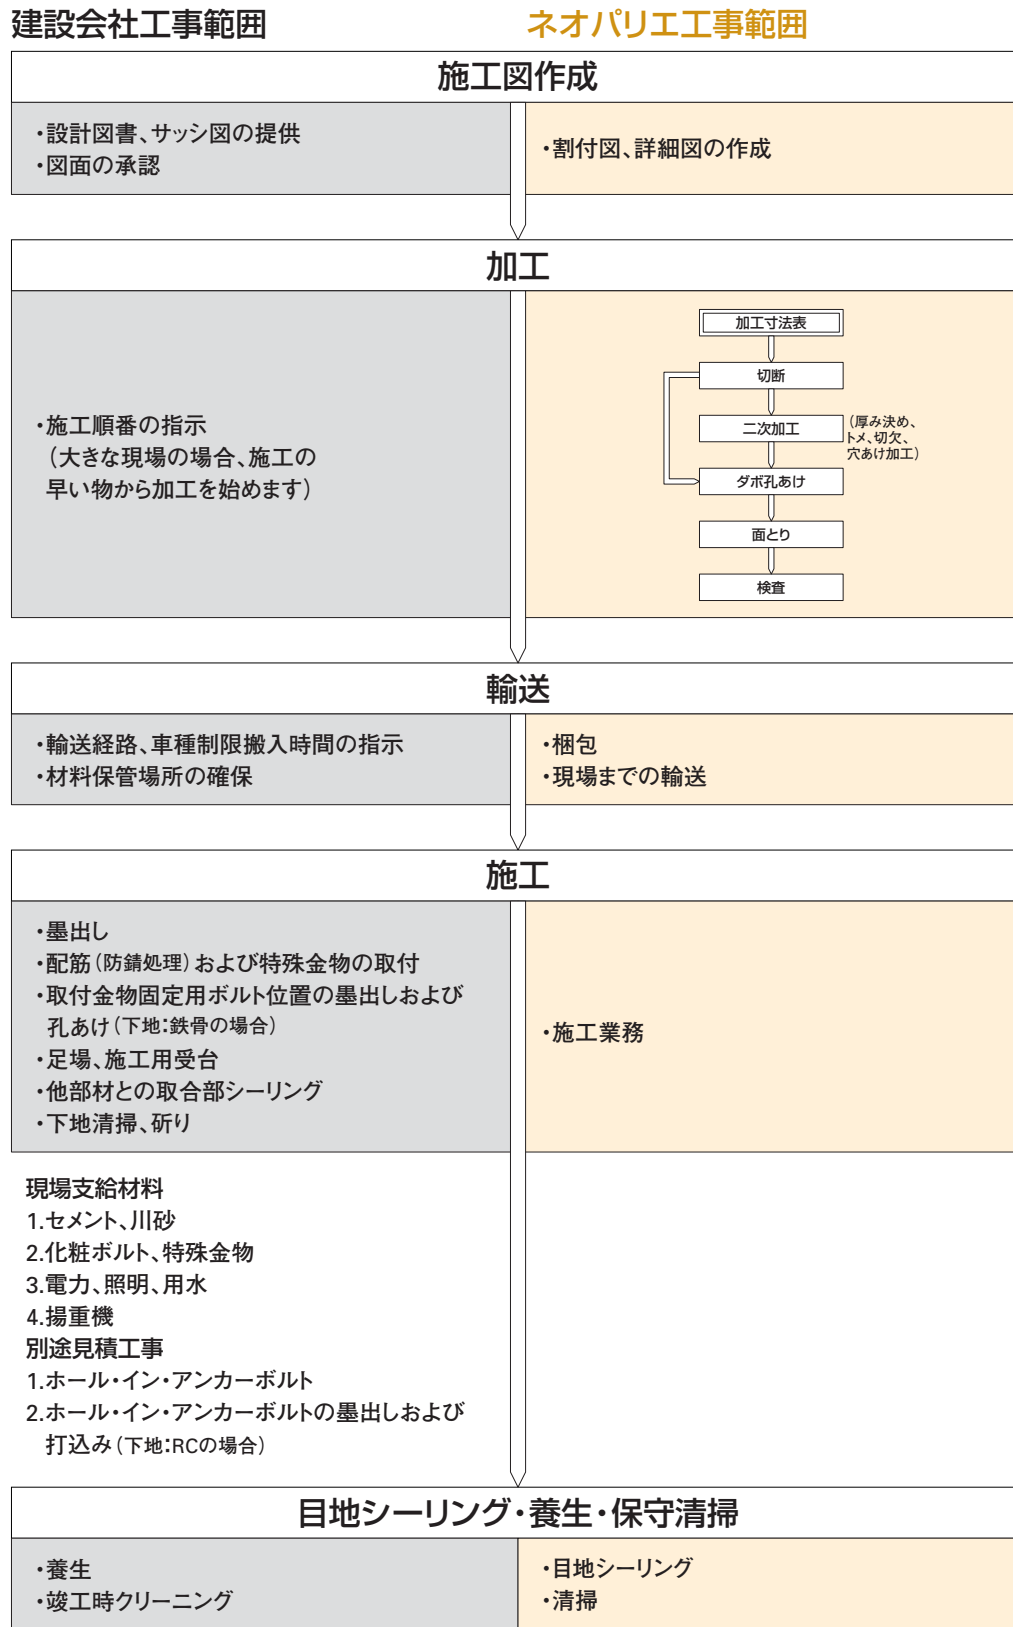 建設会社工事範囲
ネオパリエ工事範囲
施工図作成
・設計図書、サッシ図の提供
・図面の承認
・割付図、詳細図の作成
加工
・施工順番の指示
（大きな現場の場合、施工の
早い物から加工を始めます）
加工寸法表
切断
二次加工
（厚み決め、
トメ、切欠、
穴あけ加工）
ダボ孔あけ
面とり
検査
輸送
・輸送経路、車種制限搬入時間の指示
・材料保管場所の確保
・梱包
・現場までの輸送
施工
・墨出し
・配筋（防錆処理）および特殊金物の取付
・取付金物固定用ボルト位置の墨出しおよび
孔あけ（下地：鉄骨の場合）
・足場、施工用受台
・他部材との取合部シーリング
・下地清掃、斫り
・施工業務
現場支給材料
1.セメント、川砂
2.化粧ボルト、特殊金物
3.電力、照明、用水
4.揚重機
別途見積工事
1.ホール・イン・アンカーボルト
2.ホール・イン・アンカーボルトの墨出しおよび
打込み（下地：RCの場合）
目地シーリング・養生・保守清掃
・養生
・竣工時クリーニング
・目地シーリング
・清掃